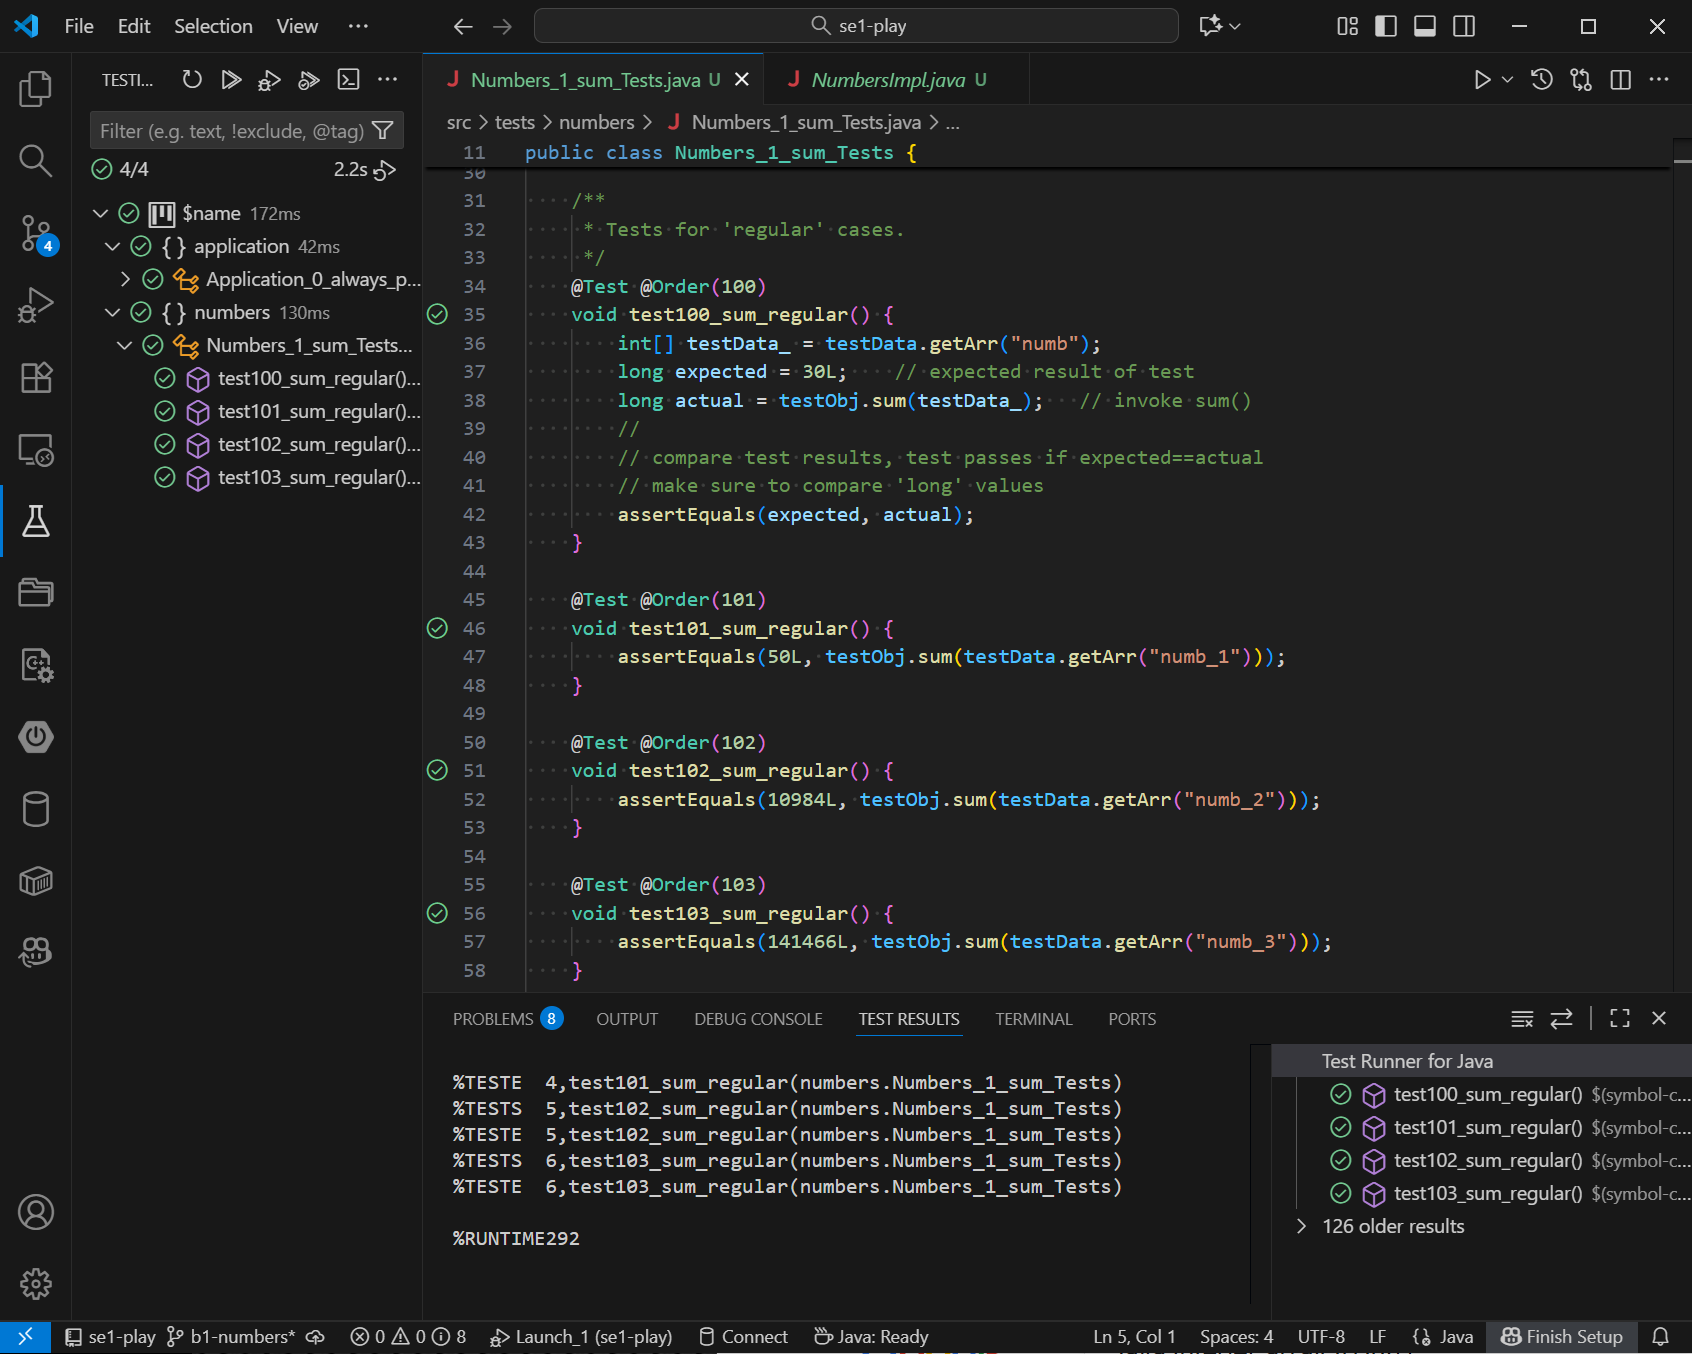 File Edit Selection View ··· se1-play
TESTI...
Filter (e.g. text, !exclude, @tag)
4/4 2.2s
$name 172ms
application 42ms
Application_0_always_p...
numbers 130ms
Numbers_1_sum_Tests...
test100_sum_regular()...
test101_sum_regular()...
test102_sum_regular()...
test103_sum_regular()...
4
Numbers_1_sum_Tests.java U NumbersImpl.java U
src > tests > numbers > Numbers_1_sum_Tests.java > ...
11 public class Numbers_1_sum_Tests {
30
31 /**
32 * Tests for 'regular' cases.
33 */
34 @Test @Order(100)
35 void test100_sum_regular() {
36 int[] testData_ = testData.getArr("numb");
37 long expected = 30L; // expected result of test
38 long actual = testObj.sum(testData_); // invoke sum()
39 //
40 // compare test results, test passes if expected==actual
41 // make sure to compare 'long' values
42 assertEquals(expected, actual);
43 }
44
45 @Test @Order(101)
46 void test101_sum_regular() {
47 assertEquals(50L, testObj.sum(testData.getArr("numb_1")));
48 }
49
50 @Test @Order(102)
51 void test102_sum_regular() {
52 assertEquals(10984L, testObj.sum(testData.getArr("numb_2")));
53 }
54
55 @Test @Order(103)
56 void test103_sum_regular() {
57 assertEquals(141466L, testObj.sum(testData.getArr("numb_3")));
58 }
PROBLEMS 8 OUTPUT DEBUG CONSOLE TEST RESULTS TERMINAL PORTS
%TESTE 4,test101_sum_regular(numbers.Numbers_1_sum_Tests)
%TESTS 5,test102_sum_regular(numbers.Numbers_1_sum_Tests)
%TESTE 5,test102_sum_regular(numbers.Numbers_1_sum_Tests)
%TESTS 6,test103_sum_regular(numbers.Numbers_1_sum_Tests)
%TESTE 6,test103_sum_regular(numbers.Numbers_1_sum_Tests)
%RUNTIME292
Test Runner for Java
test100_sum_regular() $(symbol-c...
test101_sum_regular() $(symbol-c...
test102_sum_regular() $(symbol-c...
test103_sum_regular() $(symbol-c...
126 older results
se1-play b1-numbers* 0 0 8 Launch_1 (se1-play) Connect Java: Ready Ln 5, Col 1 Spaces: 4 UTF-8 LF Java Finish Setup